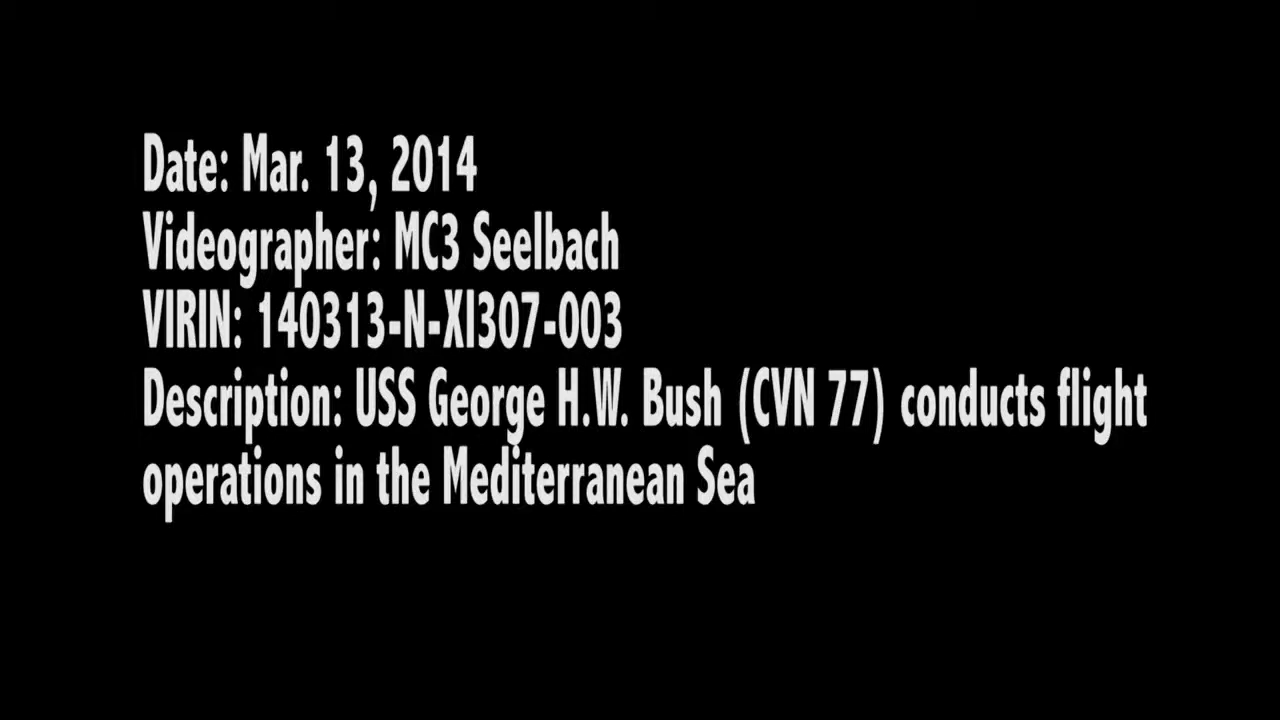 Date: Mar. 13, 2014
Videographer: MC3 Seelbach
VIRIN: 140313-N-XI307-003
Description: USS George H.W. Bush (CVN 77) conducts flight
operations in the Mediterranean Sea